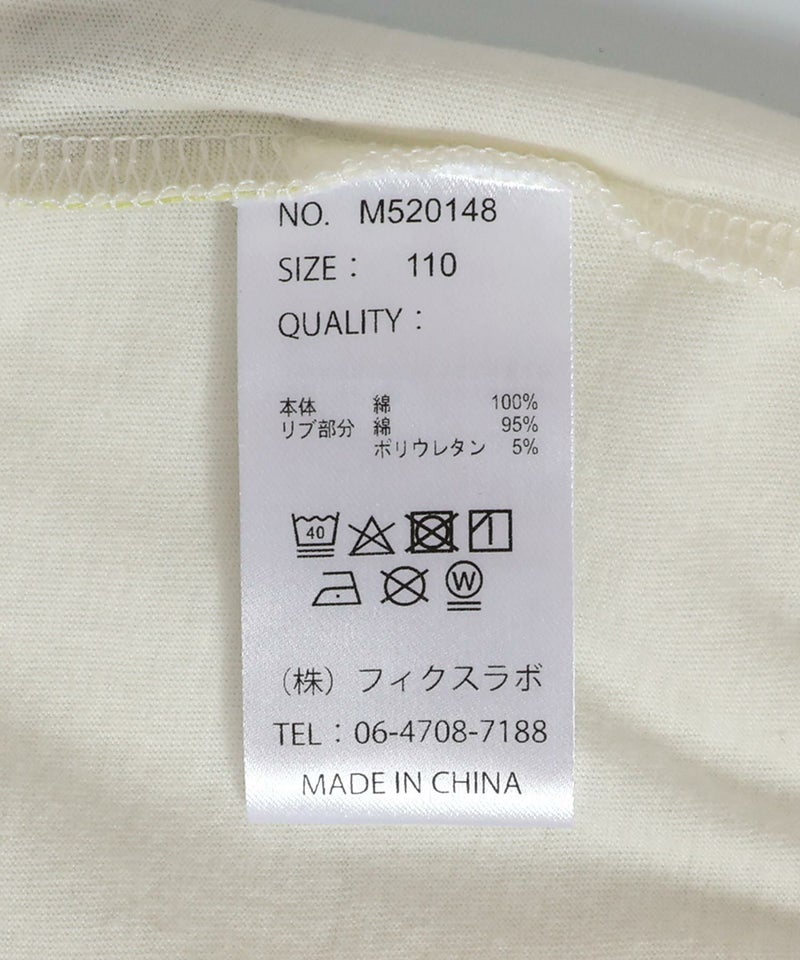 NO. M520148
SIZE： 110
QUALITY：
本体 綿 100%
リブ部分 綿 95%
ポリウレタン 5%
40
W
（株）フィクスラボ
TEL：06-4708-7188
MADE IN CHINA